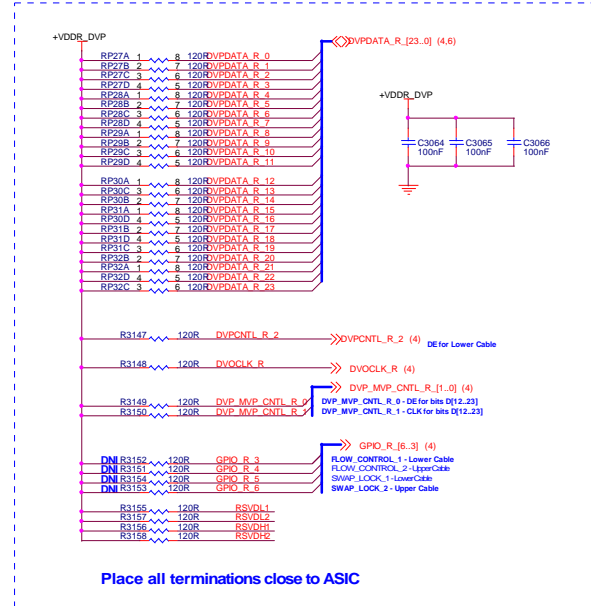 +VDDR_DVP
DVPDATA_R_[23..0] (4,6)
RP27A 1 8 120R DVPDATA_R_0
RP27B 2 7 120R DVPDATA_R_1
RP27C 3 6 120R DVPDATA_R_2
RP27D 4 5 120R DVPDATA_R_3
RP28A 1 8 120R DVPDATA_R_4
RP28B 2 7 120R DVPDATA_R_5
RP28C 3 6 120R DVPDATA_R_6
RP28D 4 5 120R DVPDATA_R_7
RP29A 1 8 120R DVPDATA_R_8
RP29B 2 7 120R DVPDATA_R_9
RP29C 3 6 120R DVPDATA_R_10
RP29D 4 5 120R DVPDATA_R_11
+VDDR_DVP
C3064 C3065 C3066
100nF 100nF 100nF
RP30A 1 8 120R DVPDATA_R_12
RP30C 3 6 120R DVPDATA_R_13
RP30B 2 7 120R DVPDATA_R_14
RP31A 1 8 120R DVPDATA_R_15
RP30D 4 5 120R DVPDATA_R_16
RP31B 2 7 120R DVPDATA_R_17
RP31D 4 5 120R DVPDATA_R_18
RP31C 3 6 120R DVPDATA_R_19
RP32B 2 7 120R DVPDATA_R_20
RP32A 1 8 120R DVPDATA_R_21
RP32D 4 5 120R DVPDATA_R_22
RP32C 3 6 120R DVPDATA_R_23
R3147 120R DVPCNTL_R_2 DVPCNTL_R_2 (4)
DE for Lower Cable
R3148 120R DVOCLK_R DVOCLK_R (4)
DVP_MVP_CNTL_R_[1..0] (4)
R3149 120R DVP_MVP_CNTL_R_0 DVP_MVP_CNTL_R_0 - DE for bits D[12..23]
R3150 120R DVP_MVP_CNTL_R_1 DVP_MVP_CNTL_R_1 - CLK for bits D[12..23]
GPIO_R_[6..3] (4)
DNI R3152 120R GPIO_R_3 FLOW_CONTROL_1 - Lower Cable
DNI R3151 120R GPIO_R_4 FLOW_CONTROL_2 - Upper Cable
DNI R3154 120R GPIO_R_5 SWAP_LOCK_1 - Lower Cable
DNI R3153 120R GPIO_R_6 SWAP_LOCK_2 - Upper Cable
R3155 120R RSVDL1
R3157 120R RSVDL2
R3156 120R RSVDH1
R3158 120R RSVDH2
Place all terminations close to ASIC